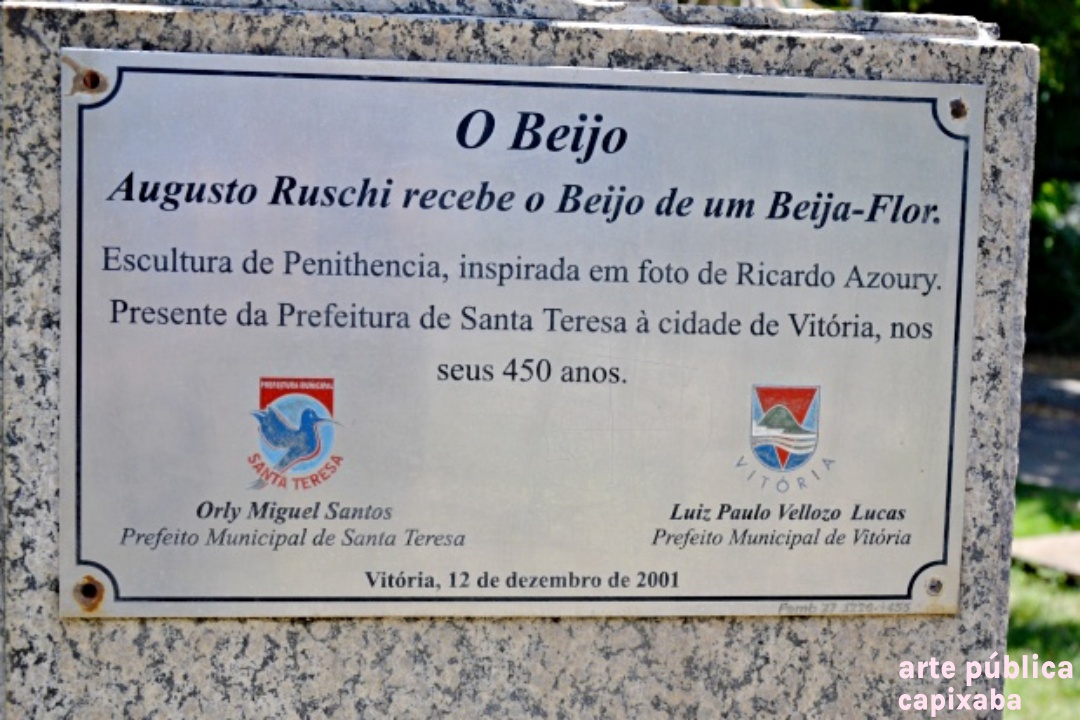 O Beijo
Augusto Ruschi recebe o Beijo de um Beija-Flor.
Escultura de Penithencia, inspirada em foto de Ricardo Azoury.
Presente da Prefeitura de Santa Teresa à cidade de Vitória, nos
seus 450 anos.
PREFEITURA MUNICIPAL
SANTA TERESA
VITÓRIA
Orly Miguel Santos
Prefeito Municipal de Santa Teresa
Luiz Paulo Vellozo Lucas
Prefeito Municipal de Vitória
Vitória, 12 de dezembro de 2001
arte pública
capixaba